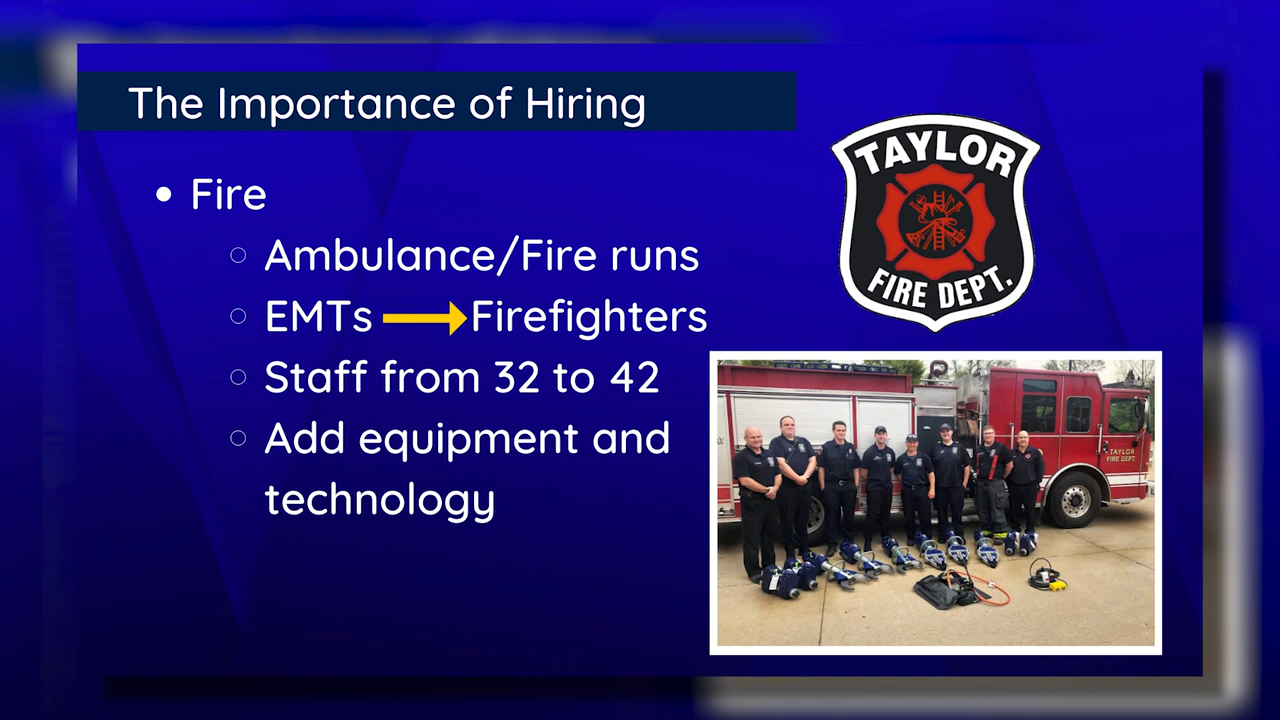 The Importance of Hiring
Fire
Ambulance/Fire runs
EMTs Firefighters
Staff from 32 to 42
Add equipment and
technology
TAYLOR
FIRE DEPT.
TAYLOR
FIRE DEPT.